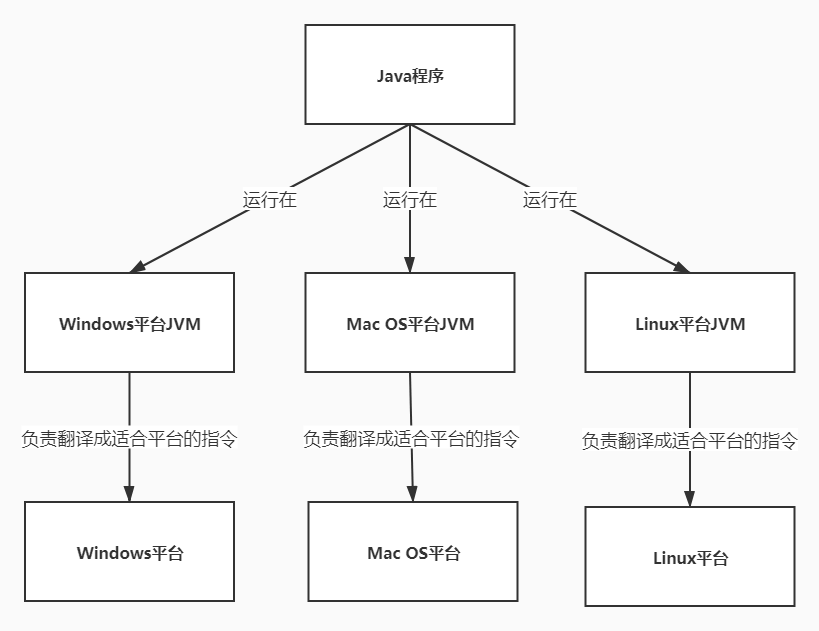 Java程序
运行在
运行在
运行在
Windows平台JVM
Mac OS平台JVM
Linux平台JVM
负责翻译成适合平台的指令
负责翻译成适合平台的指令
负责翻译成适合平台的指令
Windows平台
Mac OS平台
Linux平台